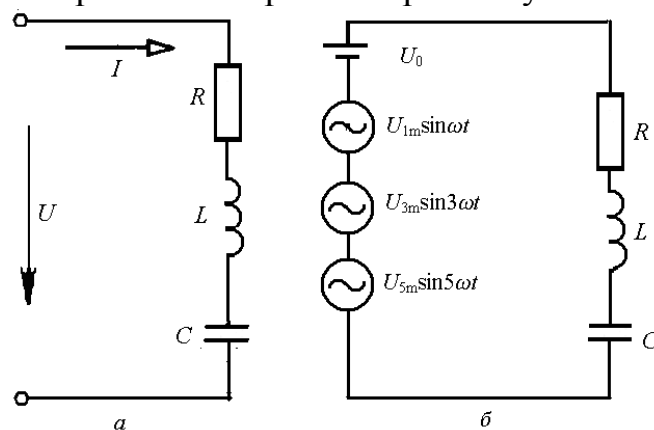 I
R
U
L
C
а
U₀
U₁ₘsinωt
U₃ₘsin3ωt
U₅ₘsin5ωt
R
L
C
б